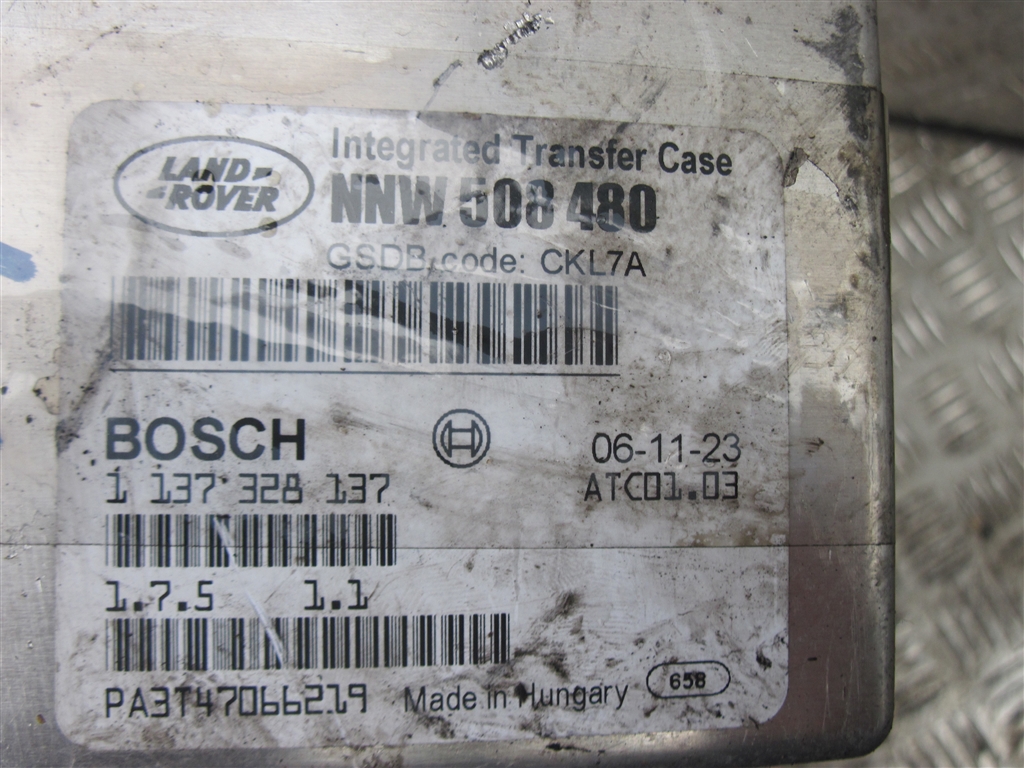 LAND-
-ROVER
Integrated Transfer Case
NNW 508 480
GSDB code: CKL7A
BOSCH
06-11-23
1 137 328 137
ATC01.03
1.7.5 1.1
PA3T47066219
Made in Hungary
658